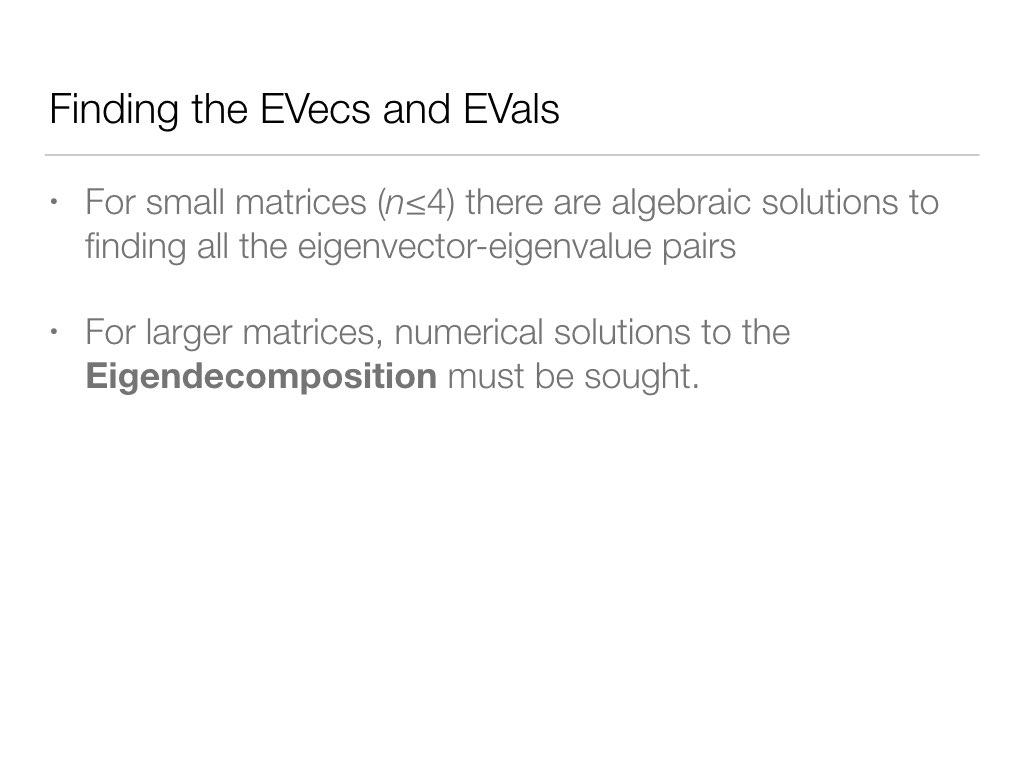 Finding the EVecs and EVals
• For small matrices (n≤4) there are algebraic solutions to
finding all the eigenvector-eigenvalue pairs
• For larger matrices, numerical solutions to the
Eigendecomposition must be sought.